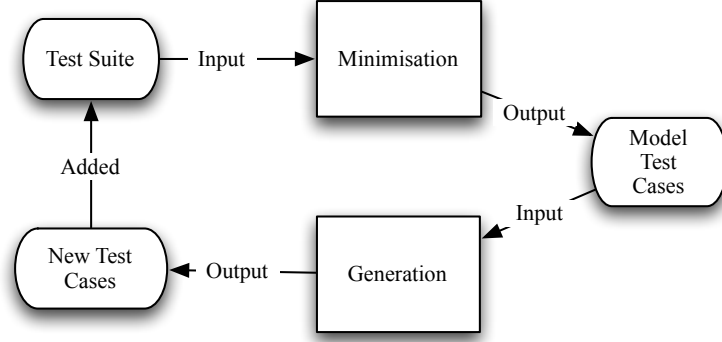 Test Suite
Input
Minimisation
Output
Model
Test
Cases
Input
Generation
Output
New Test
Cases
Added